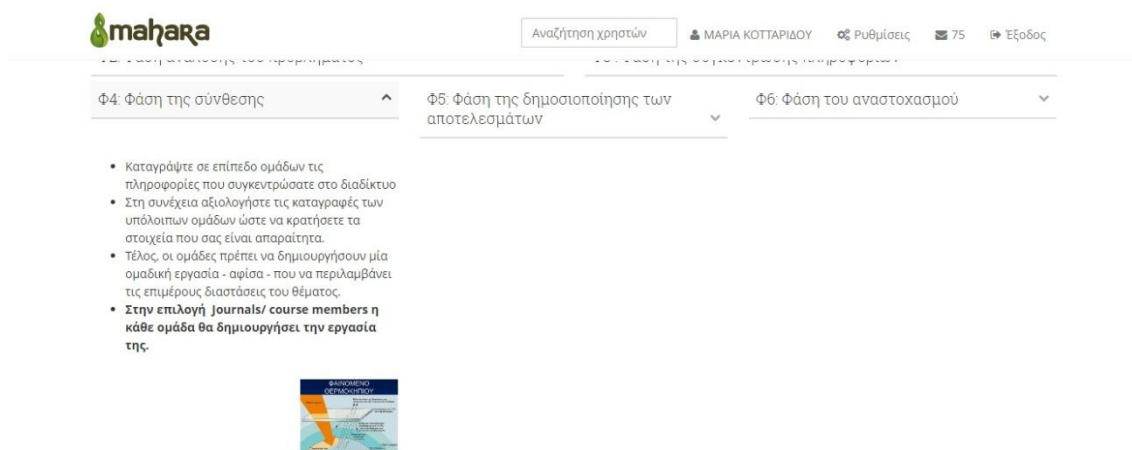 mahara
Αναζήτηση χρηστών
ΜΑΡΙΑ ΚΟΤΤΑΡΙΔΟΥ
Ρυθμίσεις
75
Έξοδος
Φ4: Φάση της σύνθεσης
Φ5: Φάση της δημοσιοποίησης των
αποτελεσμάτων
Φ6: Φάση του αναστοχασμού
Καταγράψτε σε επίπεδο ομάδων τις
πληροφορίες που συγκεντρώσατε στο διαδίκτυο
Στη συνέχεια αξιολογήστε τις καταγραφές των
υπόλοιπων ομάδων ώστε να κρατήσετε τα
στοιχεία που σας είναι απαραίτητα.
Τέλος, οι ομάδες πρέπει να δημιουργήσουν μία
ομαδική εργασία - αφίσα - που να περιλαμβάνει
τις επιμέρους διαστάσεις του θέματος.
Στην επιλογή Journals/ course members η
κάθε ομάδα θα δημιουργήσει την εργασία
της.
ΦΑΙΝΟΜΕΝΟ
ΘΕΡΜΟΚΗΠΙΟΥ